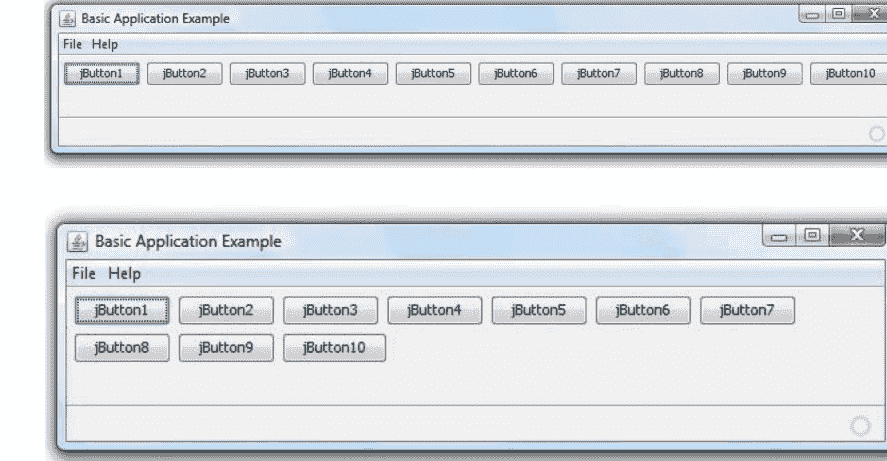 Basic Application Example
File Help
jButton1 jButton2 jButton3 jButton4 jButton5 jButton6 jButton7 jButton8 jButton9 jButton10
Basic Application Example
File Help
jButton1 jButton2 jButton3 jButton4 jButton5 jButton6 jButton7
jButton8 jButton9 jButton10